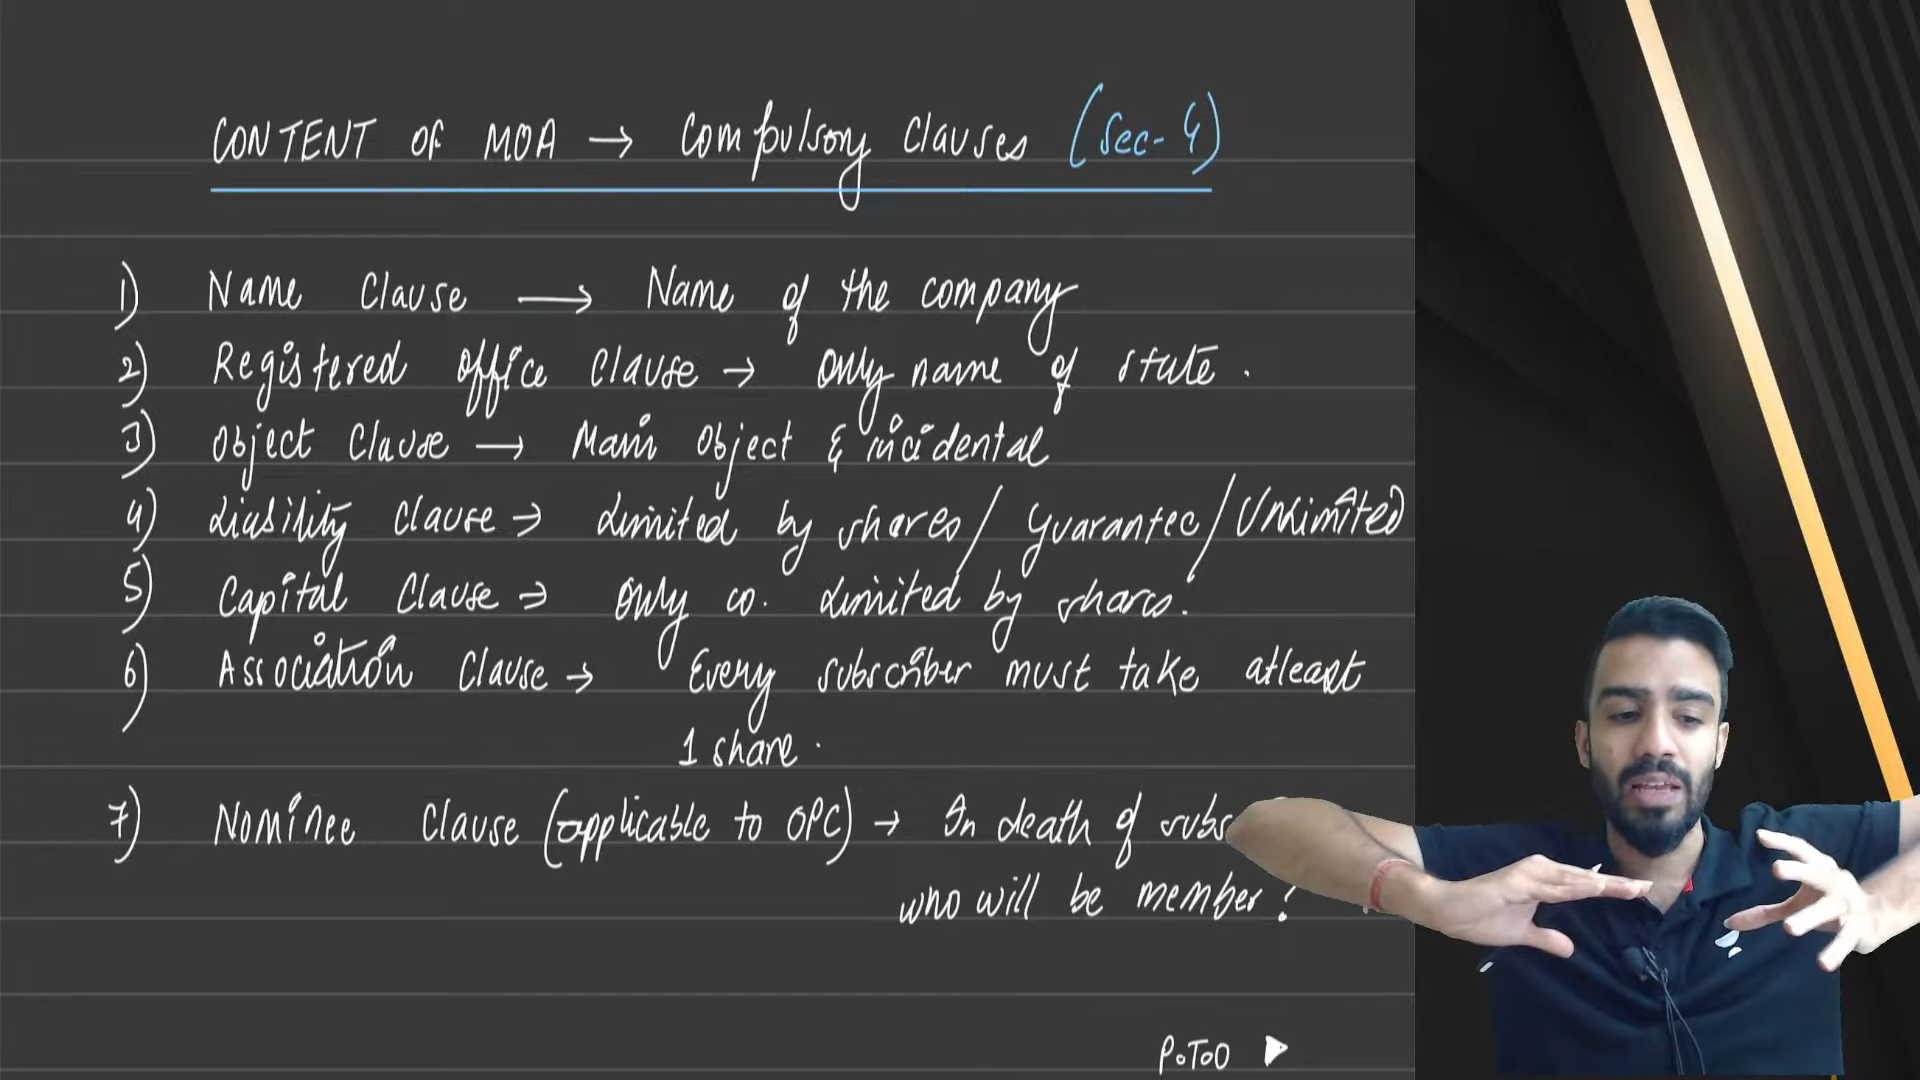 CONTENT OF MOA → Compulsory Clauses (Sec-4)
1) Name Clause → Name of the company
2) Registered office Clause → Only name of state.
3) Object Clause → Main Object & incidental
4) Liability Clause → Limited by shares / Guarantee / Unlimited
5) Capital Clause → Only co. Limited by shares.
6) Association Clause → Every subscriber must take atleast
1 share.
7) Nominee Clause (applicable to OPC) → In death of
who will be member?
P.T.O